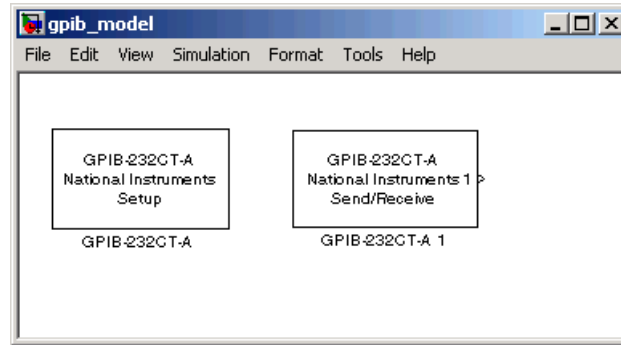 gpib_model
File Edit View Simulation Format Tools Help
GPIB-232CT-A
National Instruments
Setup
GPIB-232CT-A
GPIB-232CT-A
National Instruments 1
Send/Receive
GPIB-232CT-A 1